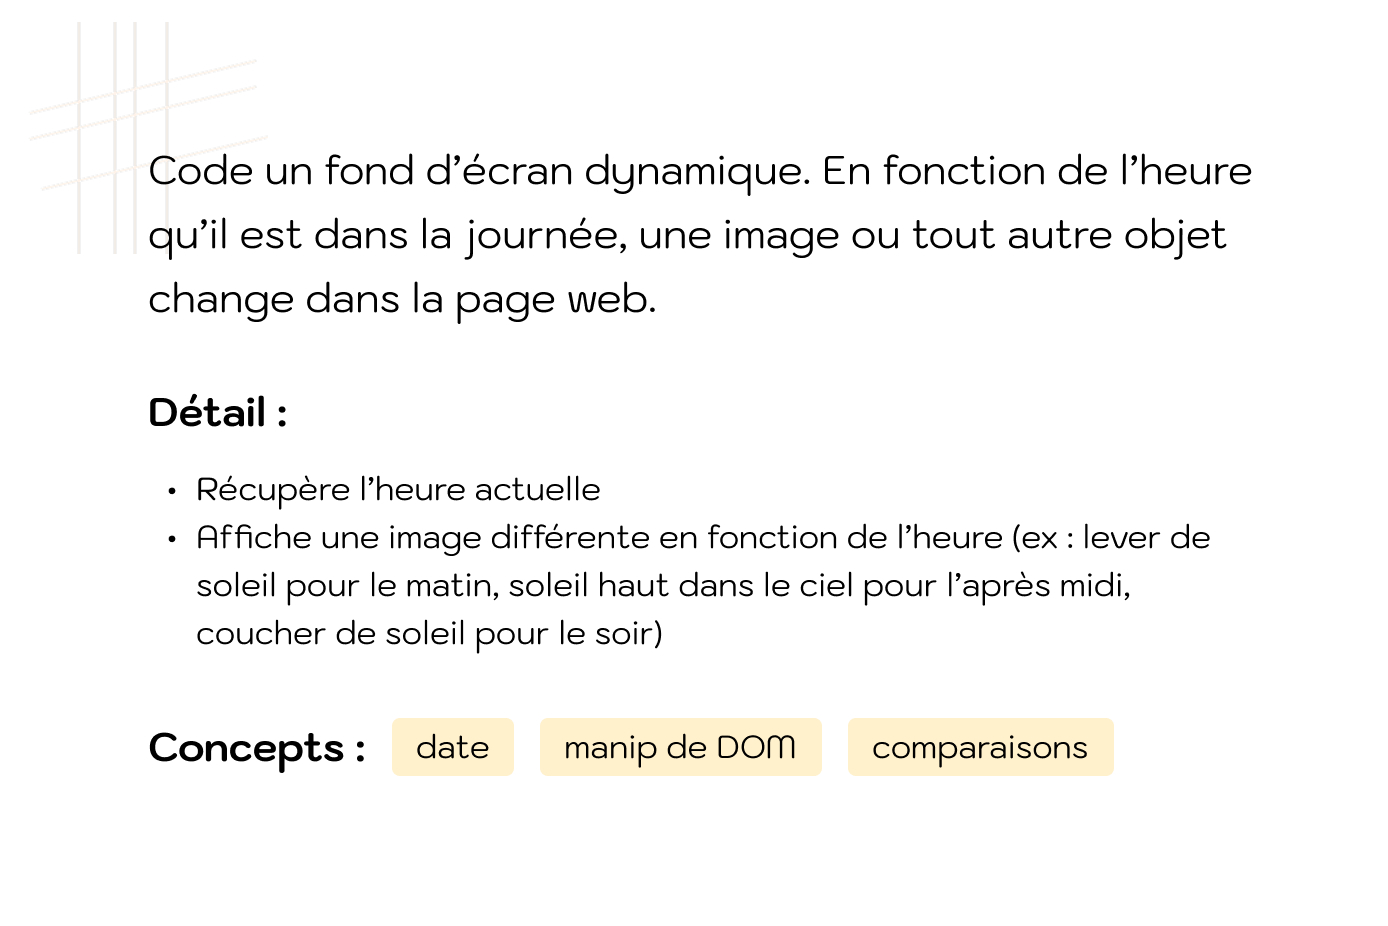 Code un fond d’écran dynamique. En fonction de l’heure
qu’il est dans la journée, une image ou tout autre objet
change dans la page web.
Détail :
• Récupère l’heure actuelle
• Affiche une image différente en fonction de l’heure (ex : lever de
soleil pour le matin, soleil haut dans le ciel pour l’après midi,
coucher de soleil pour le soir)
Concepts : date manip de DOM comparaisons